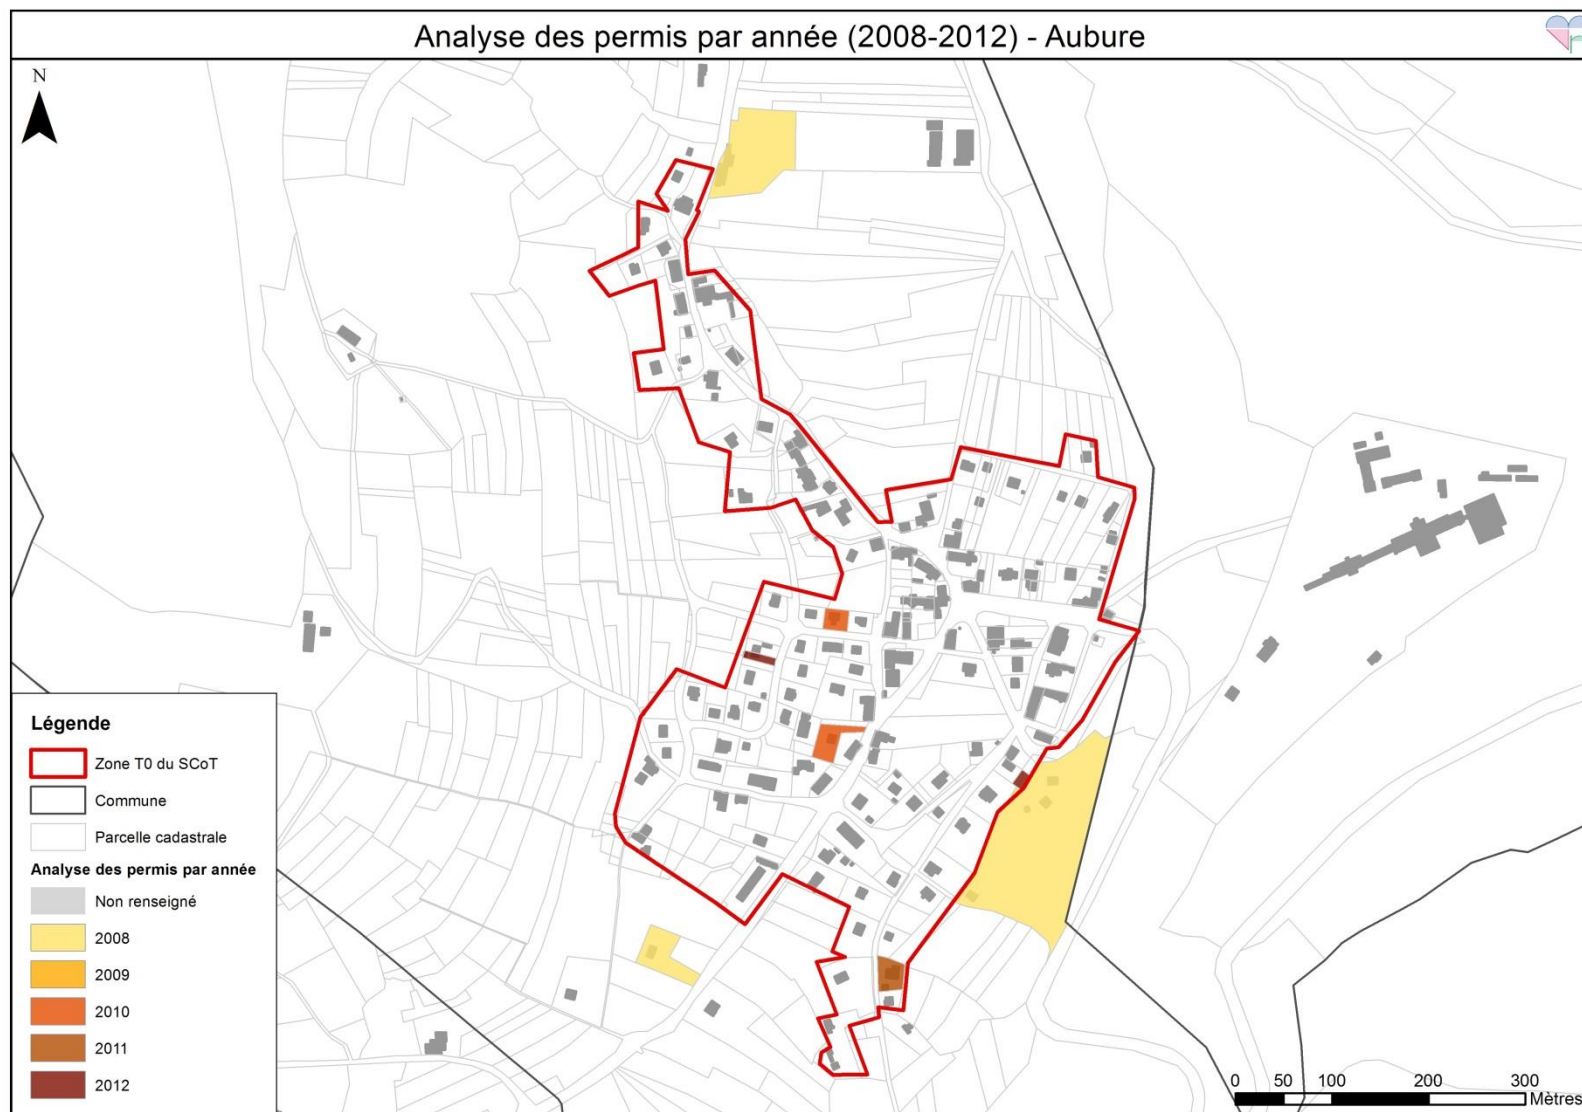 Analyse des permis par année (2008-2012) - Aubure
N
Légende
Zone T0 du SCoT
Commune
Parcelle cadastrale
Analyse des permis par année
Non renseigné
2008
2009
2010
2011
2012
0 50 100 200 300
Mètres